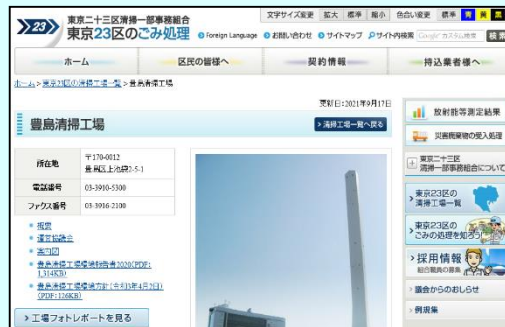 23
東京二十三区清掃一部事務組合
東京23区のごみ処理
文字サイズ変更 拡大 標準 縮小 色合い変更 標準 青 黄 黒
Foreign Language お問い合わせ サイトマップ サイト内検索 Google カスタム検索 検索
ホーム 区民の皆様へ 契約情報 持込業者様へ
ホーム > 東京23区の清掃工場一覧 > 豊島清掃工場
更新日:2021年9月17日
豊島清掃工場
清掃工場一覧へ戻る
所在地 〒170-0012
豊島区上池袋2-5-1
電話番号 03-3910-5300
ファクス番号 03-3916-2100
概要
運営協議会
案内図
豊島清掃工場環境報告書2020(PDF:
1,314KB)
豊島清掃工場環境方針(令和3年4月2日)
(PDF:126KB)
工場フォトレポートを見る
放射能等測定結果
災害廃棄物の受入処理
東京二十三区
清掃一部事務組合について
東京23区の
清掃工場一覧
東京23区の
ごみの処理を知ろう!
採用情報
組合職員の募集
議会からのおしらせ
例規集